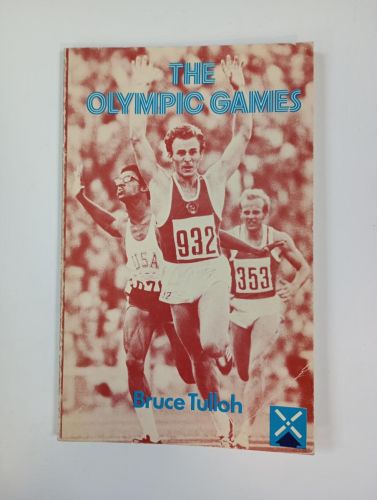 THE
OLYMPIC GAMES
932
USA
353
Bruce Tulloh